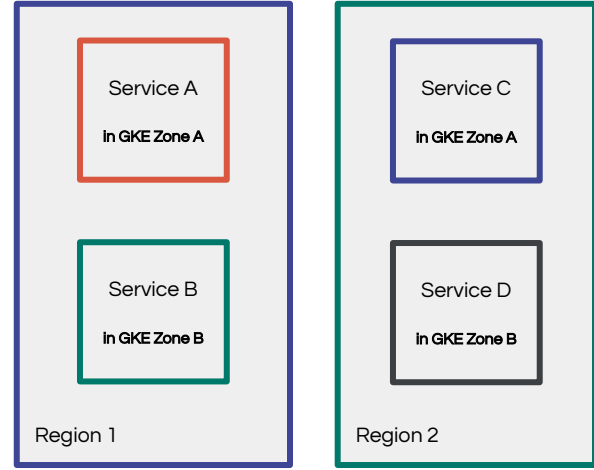 Service A
in GKE Zone A
Service B
in GKE Zone B
Region 1
Service C
in GKE Zone A
Service D
in GKE Zone B
Region 2